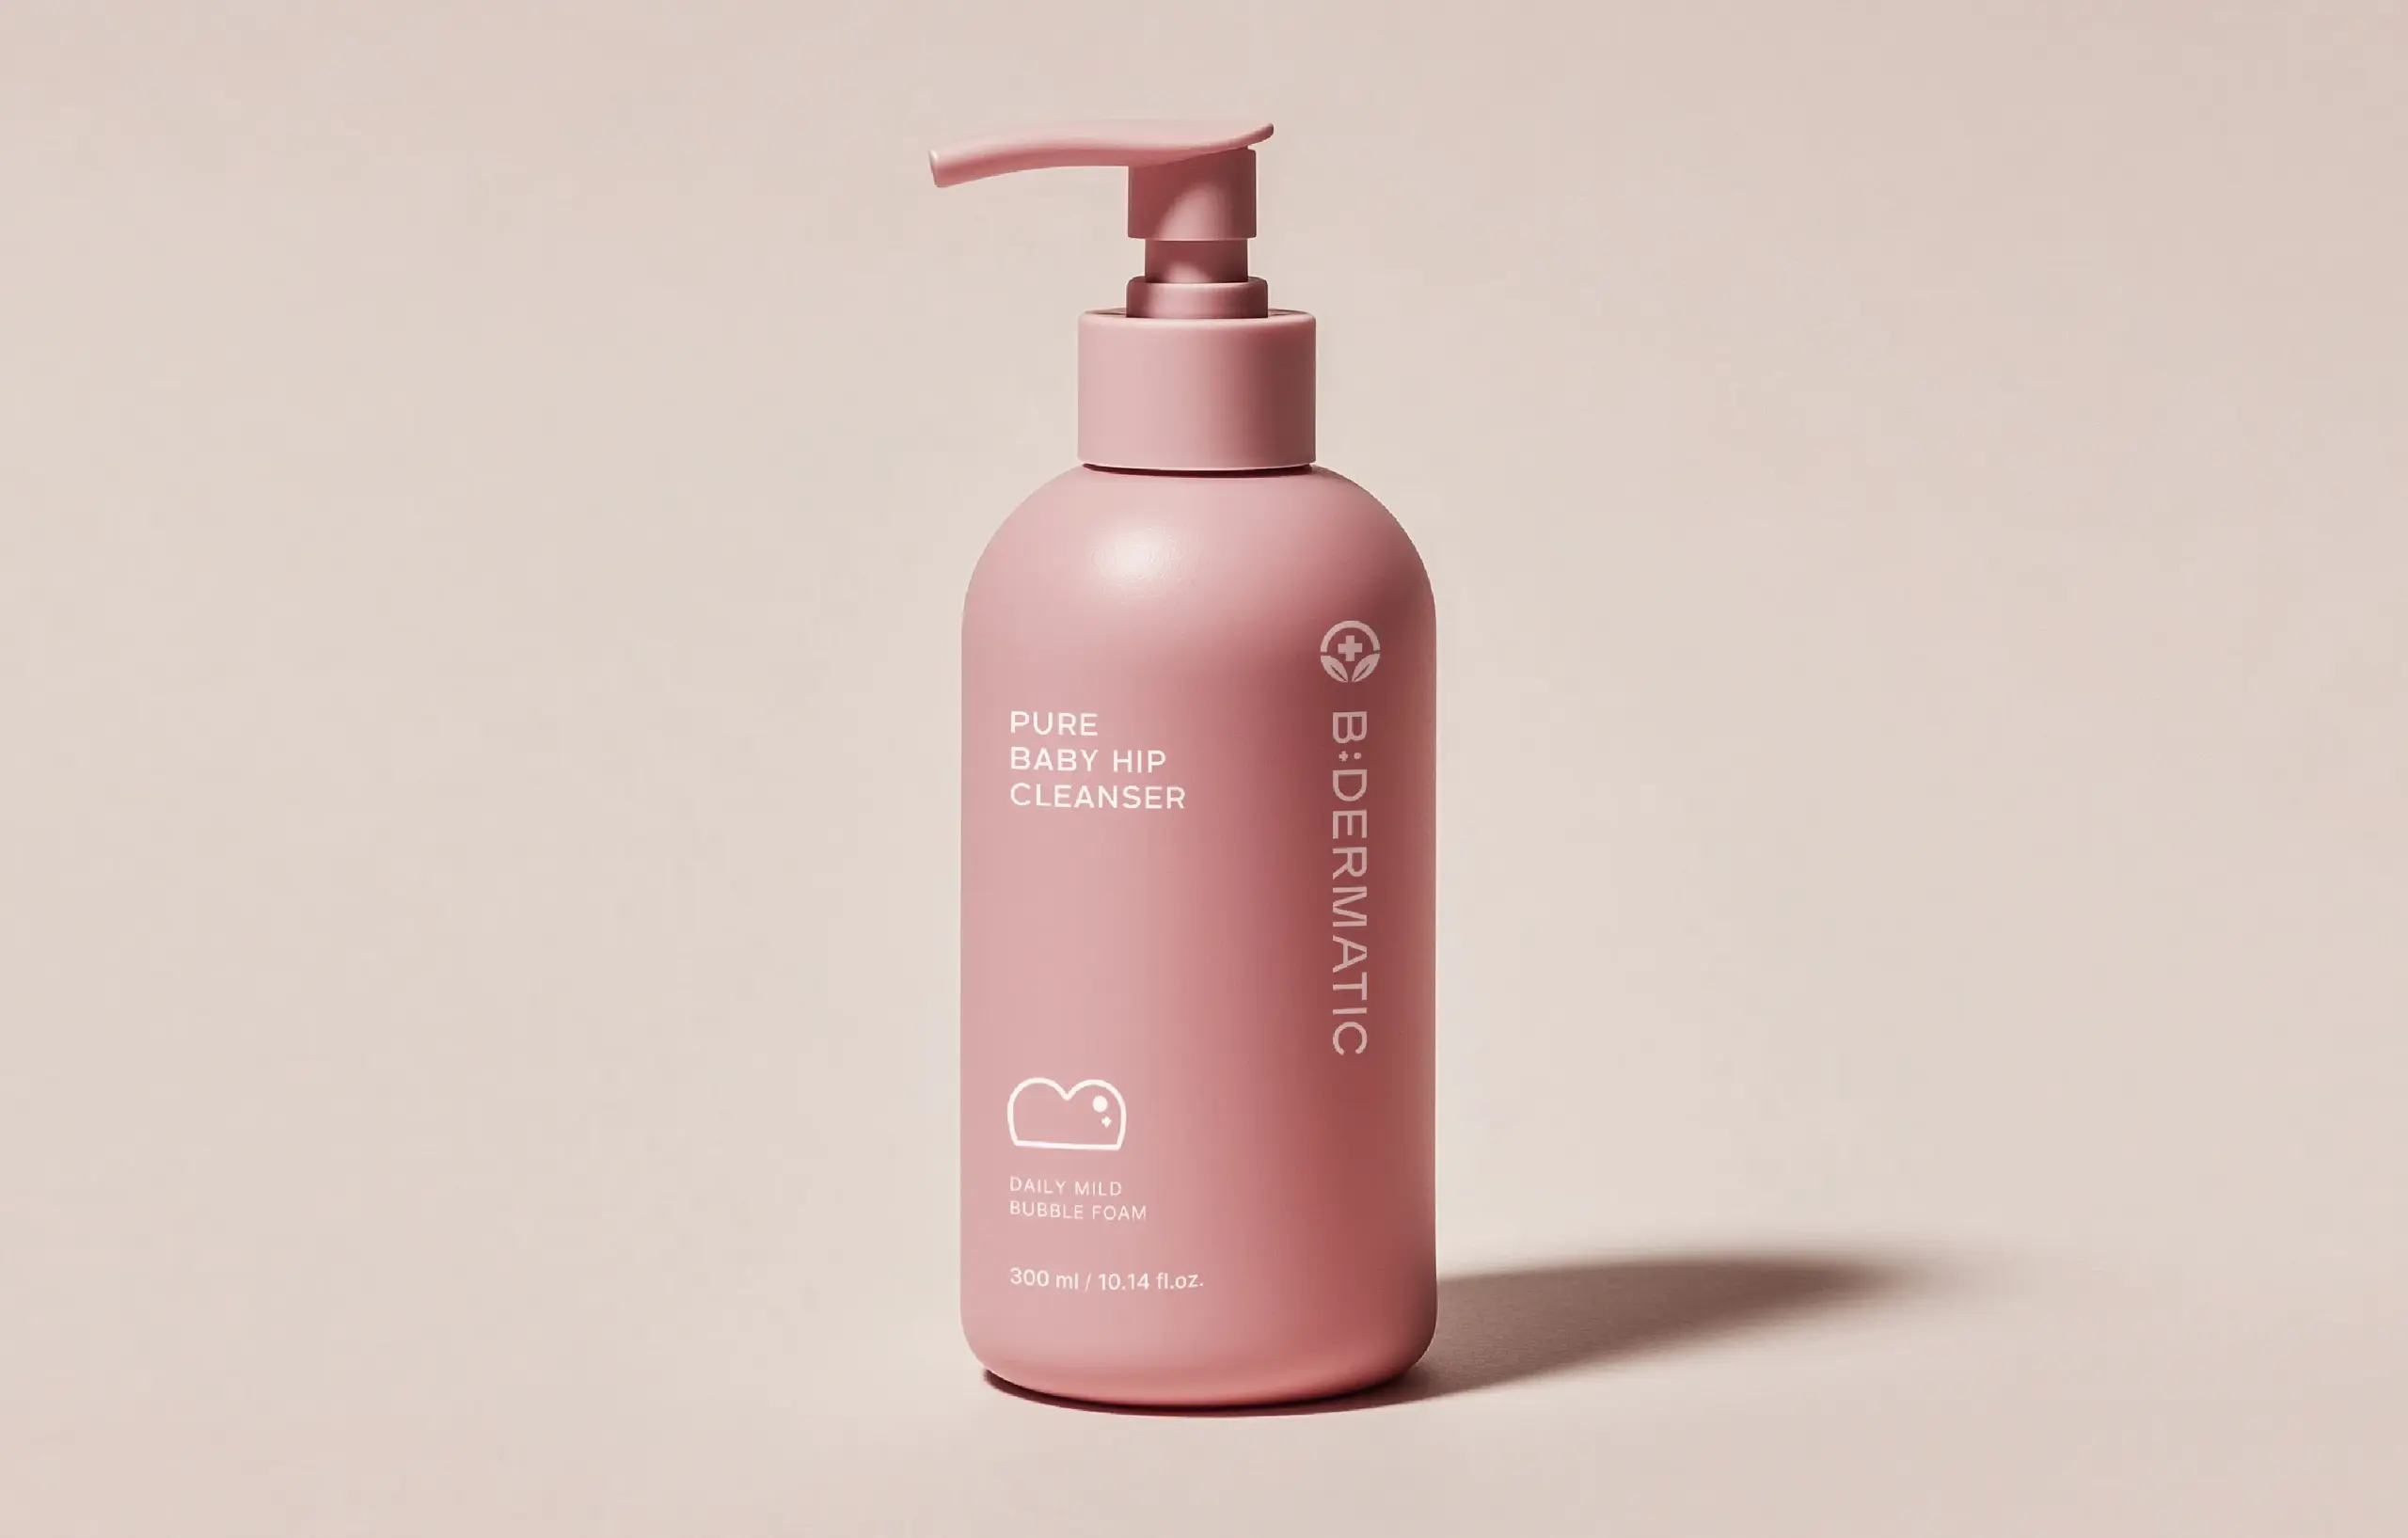 PURE
BABY HIP
CLEANSER
B:DERMATIC
DAILY MILD
BUBBLE FOAM
300 ml / 10.14 fl.oz.